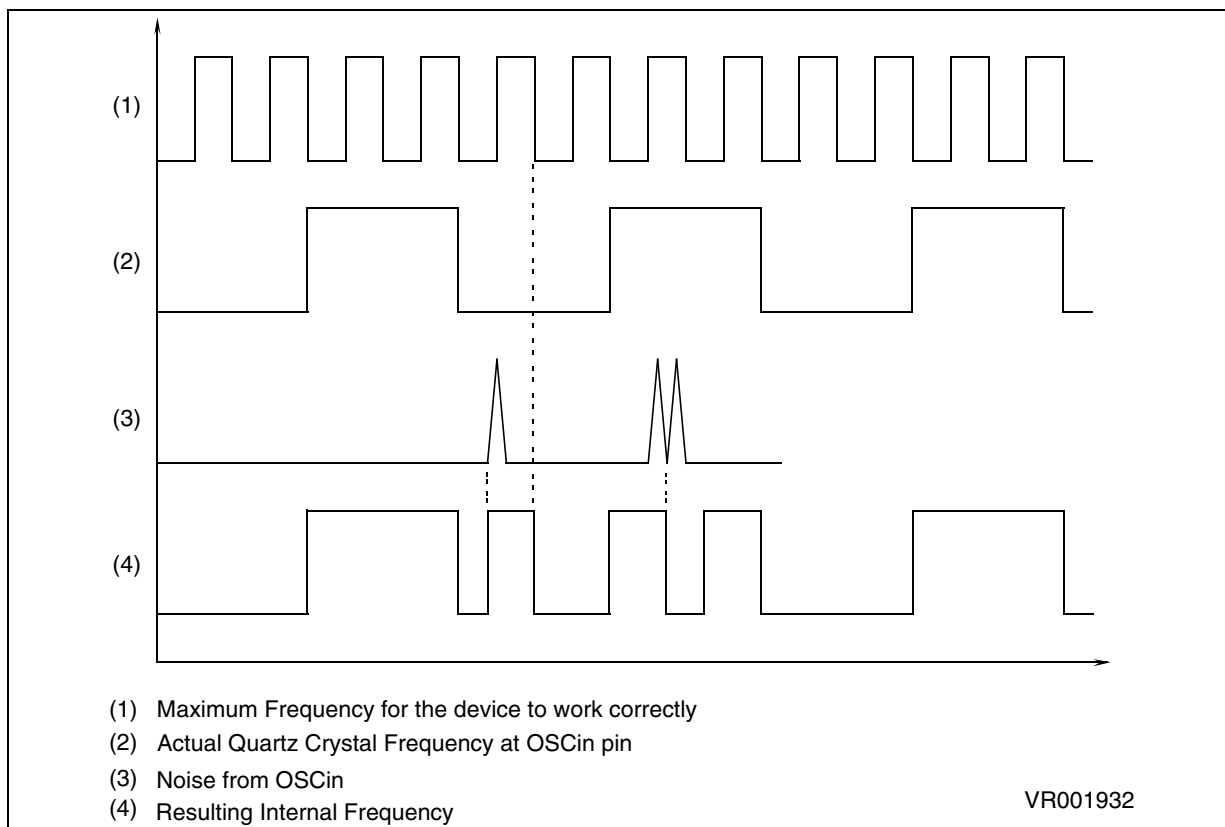 (1)
(2)
(3)
(4)
(1) Maximum Frequency for the device to work correctly
(2) Actual Quartz Crystal Frequency at OSCin pin
(3) Noise from OSCin
(4) Resulting Internal Frequency
VR001932